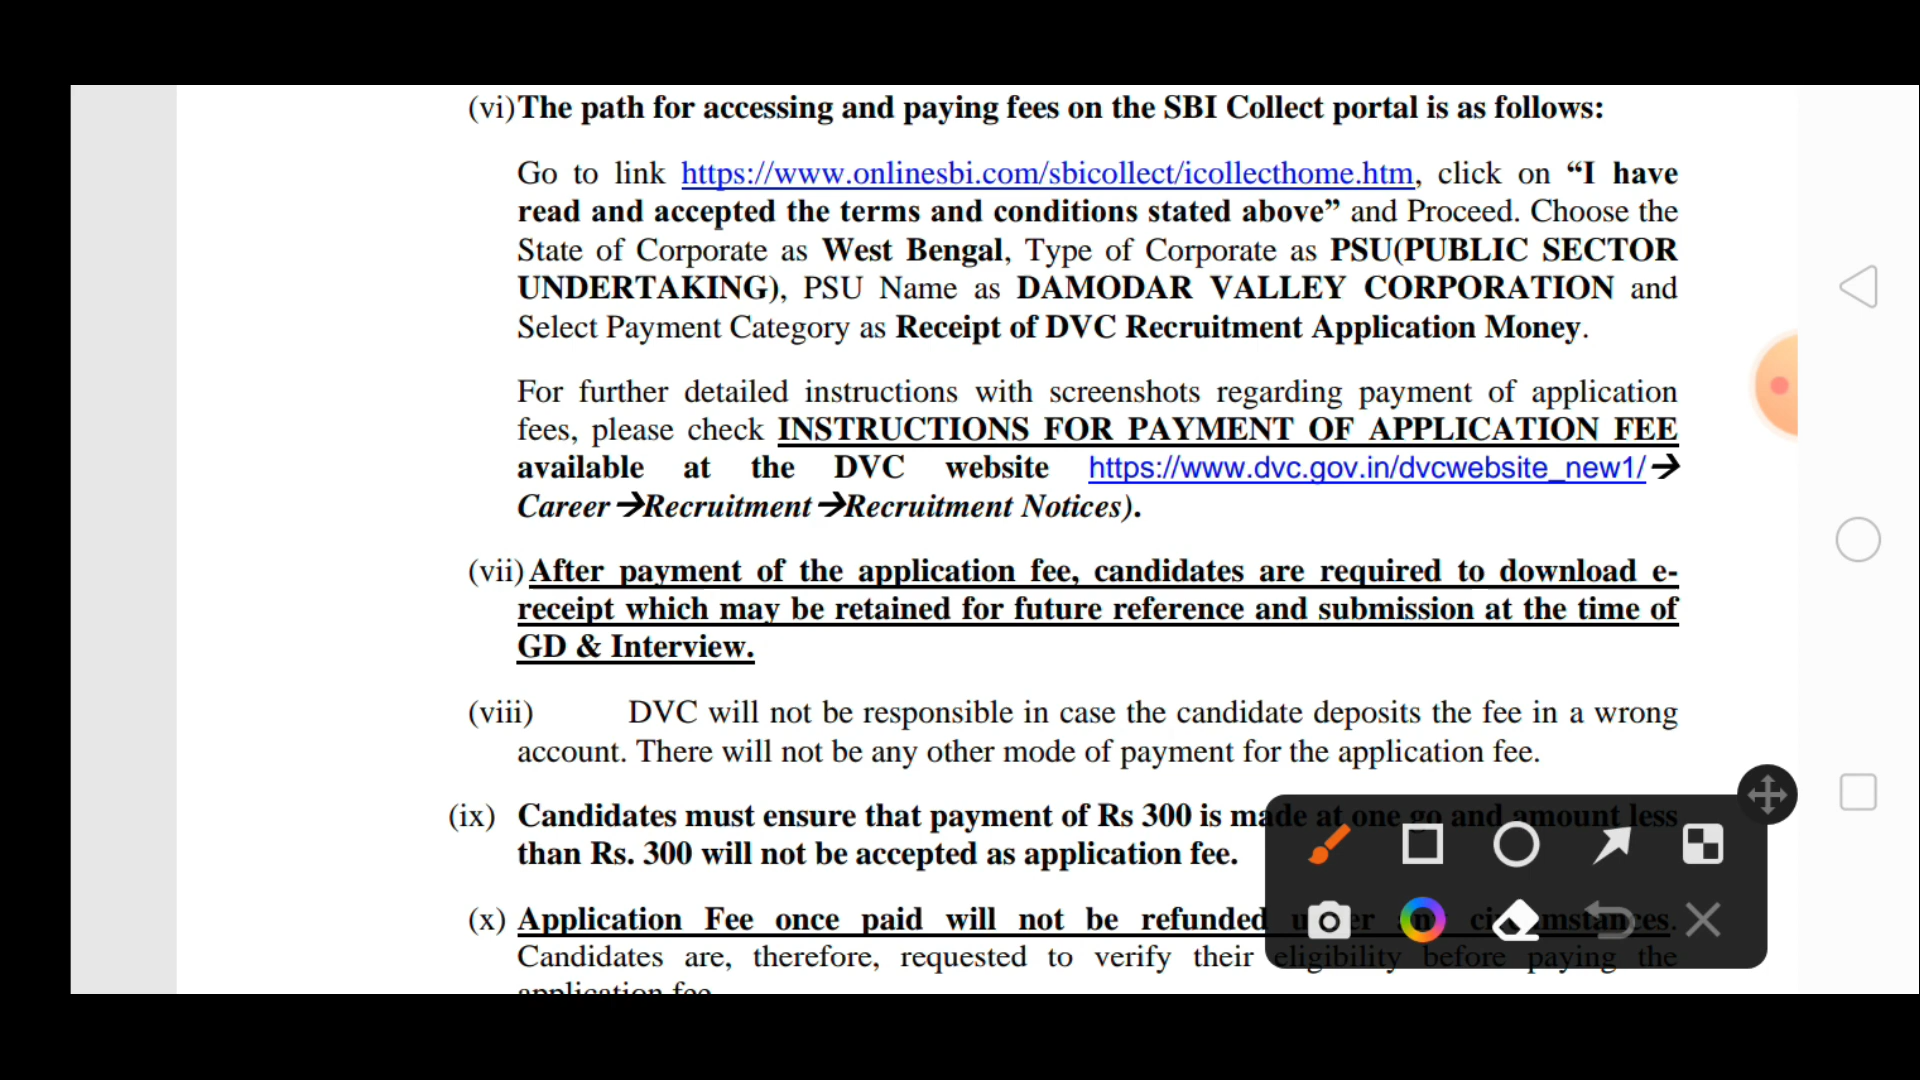 (vi) The path for accessing and paying fees on the SBI Collect portal is as follows:
Go to link https://www.onlinesbi.com/sbicollect/icollecthome.htm, click on “I have
read and accepted the terms and conditions stated above” and Proceed. Choose the
State of Corporate as West Bengal, Type of Corporate as PSU(PUBLIC SECTOR
UNDERTAKING), PSU Name as DAMODAR VALLEY CORPORATION and
Select Payment Category as Receipt of DVC Recruitment Application Money.
For further detailed instructions with screenshots regarding payment of application
fees, please check INSTRUCTIONS FOR PAYMENT OF APPLICATION FEE
available at the DVC website https://www.dvc.gov.in/dvcwebsite_new1/→
Career→Recruitment→Recruitment Notices).
(vii) After payment of the application fee, candidates are required to download e-
receipt which may be retained for future reference and submission at the time of
GD & Interview.
(viii) DVC will not be responsible in case the candidate deposits the fee in a wrong
account. There will not be any other mode of payment for the application fee.
(ix) Candidates must ensure that payment of Rs 300 is made at one go and amount less
than Rs. 300 will not be accepted as application fee.
(x) Application Fee once paid will not be refunded under any circumstances.
Candidates are, therefore, requested to verify their eligibility before paying the
application fee